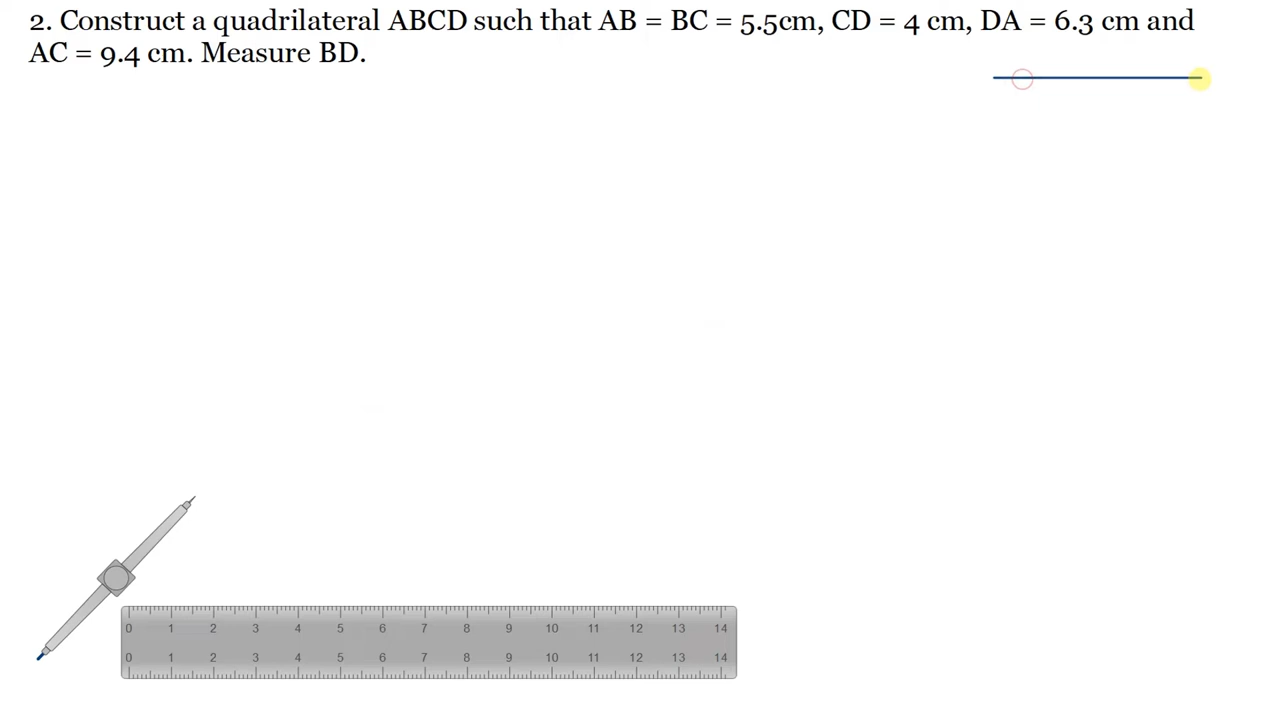 2. Construct a quadrilateral ABCD such that AB = BC = 5.5cm, CD = 4 cm, DA = 6.3 cm and
AC = 9.4 cm. Measure BD.
0 1 2 3 4 5 6 7 8 9 10 11 12 13 14
0 1 2 3 4 5 6 7 8 9 10 11 12 13 14